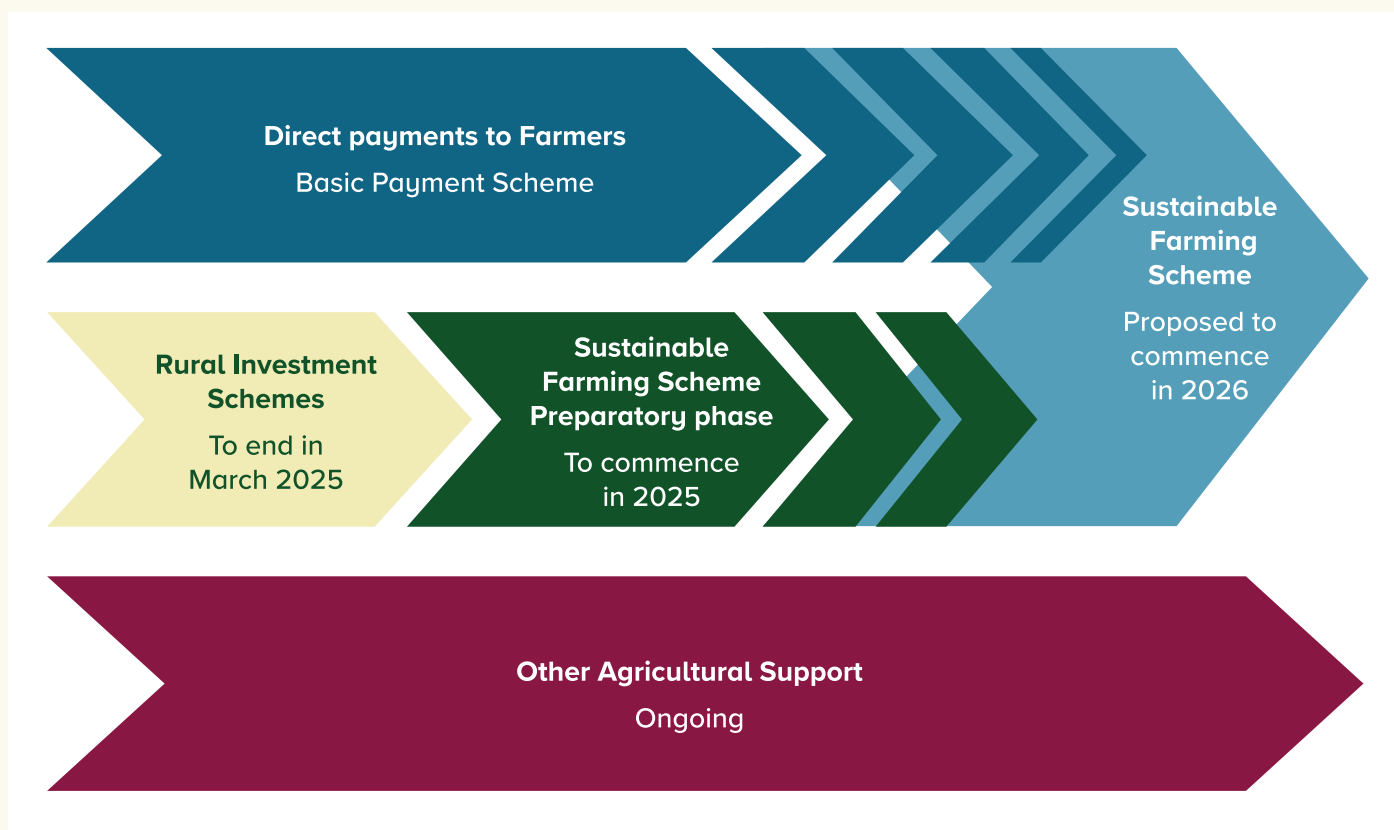 Direct payments to Farmers
Basic Payment Scheme
Sustainable
Farming
Scheme
Proposed to
commence
in 2026
Rural Investment
Schemes
To end in
March 2025
Sustainable
Farming Scheme
Preparatory phase
To commence
in 2025
Other Agricultural Support
Ongoing